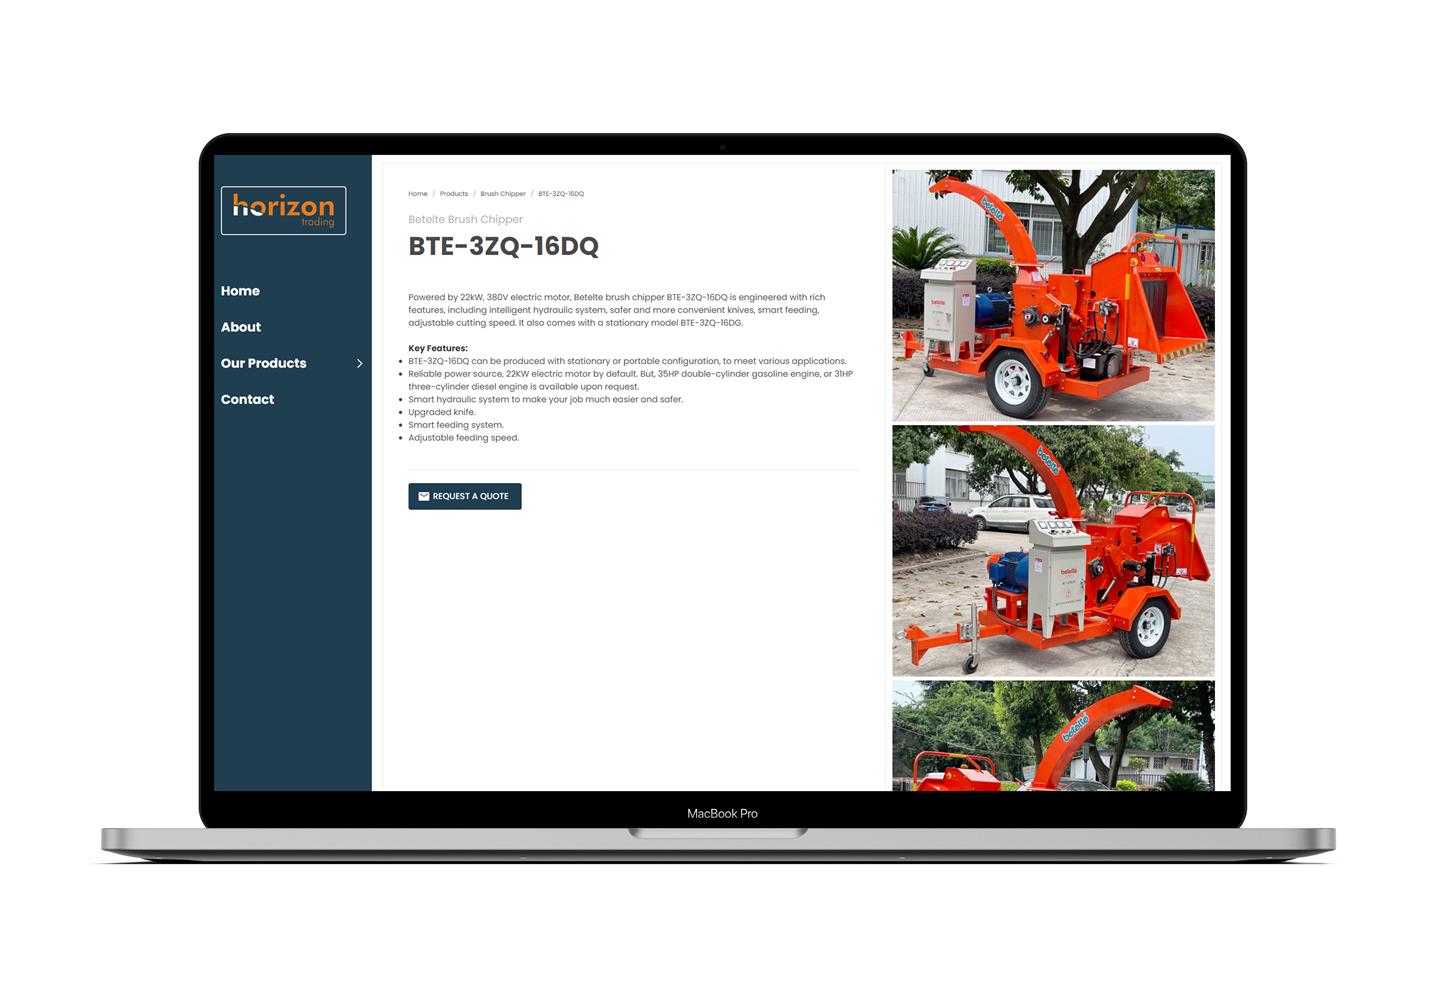 horizon
trading
Home
About
Our Products
Contact
Home / Products / Brush Chipper / BTE-3ZQ-16DQ
Betelte Brush Chipper
BTE-3ZQ-16DQ
Powered by 22kW, 380V electric motor, Betelte brush chipper BTE-3ZQ-16DQ is engineered with rich
features, including intelligent hydraulic system, safer and more convenient knives, smart feeding,
adjustable cutting speed. It also comes with a stationary model BTE-3ZQ-16DG.
Key Features:
• BTE-3ZQ-16DQ can be produced with stationary or portable configuration, to meet various applications.
• Reliable power source, 22KW electric motor by default. But, 35HP double-cylinder gasoline engine, or 31HP
three-cylinder diesel engine is available upon request.
• Smart hydraulic system to make your job much easier and safer.
• Upgraded knife.
• Smart feeding system.
• Adjustable feeding speed.
REQUEST A QUOTE
betelte
betelte
betelte
betelte
betelte
MacBook Pro